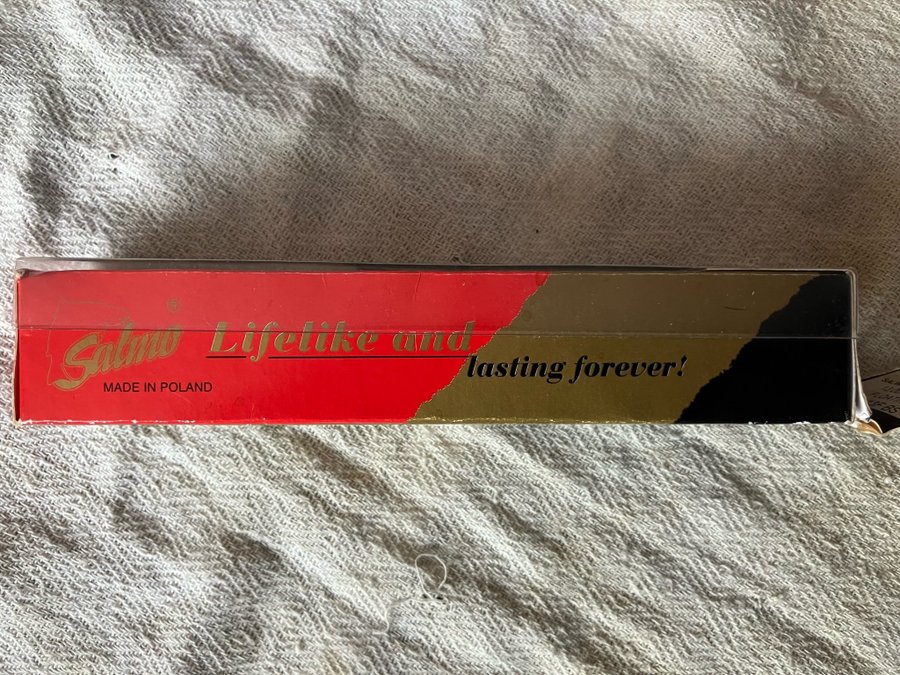 Salmo®
Lifelike and
lasting forever!
MADE IN POLAND